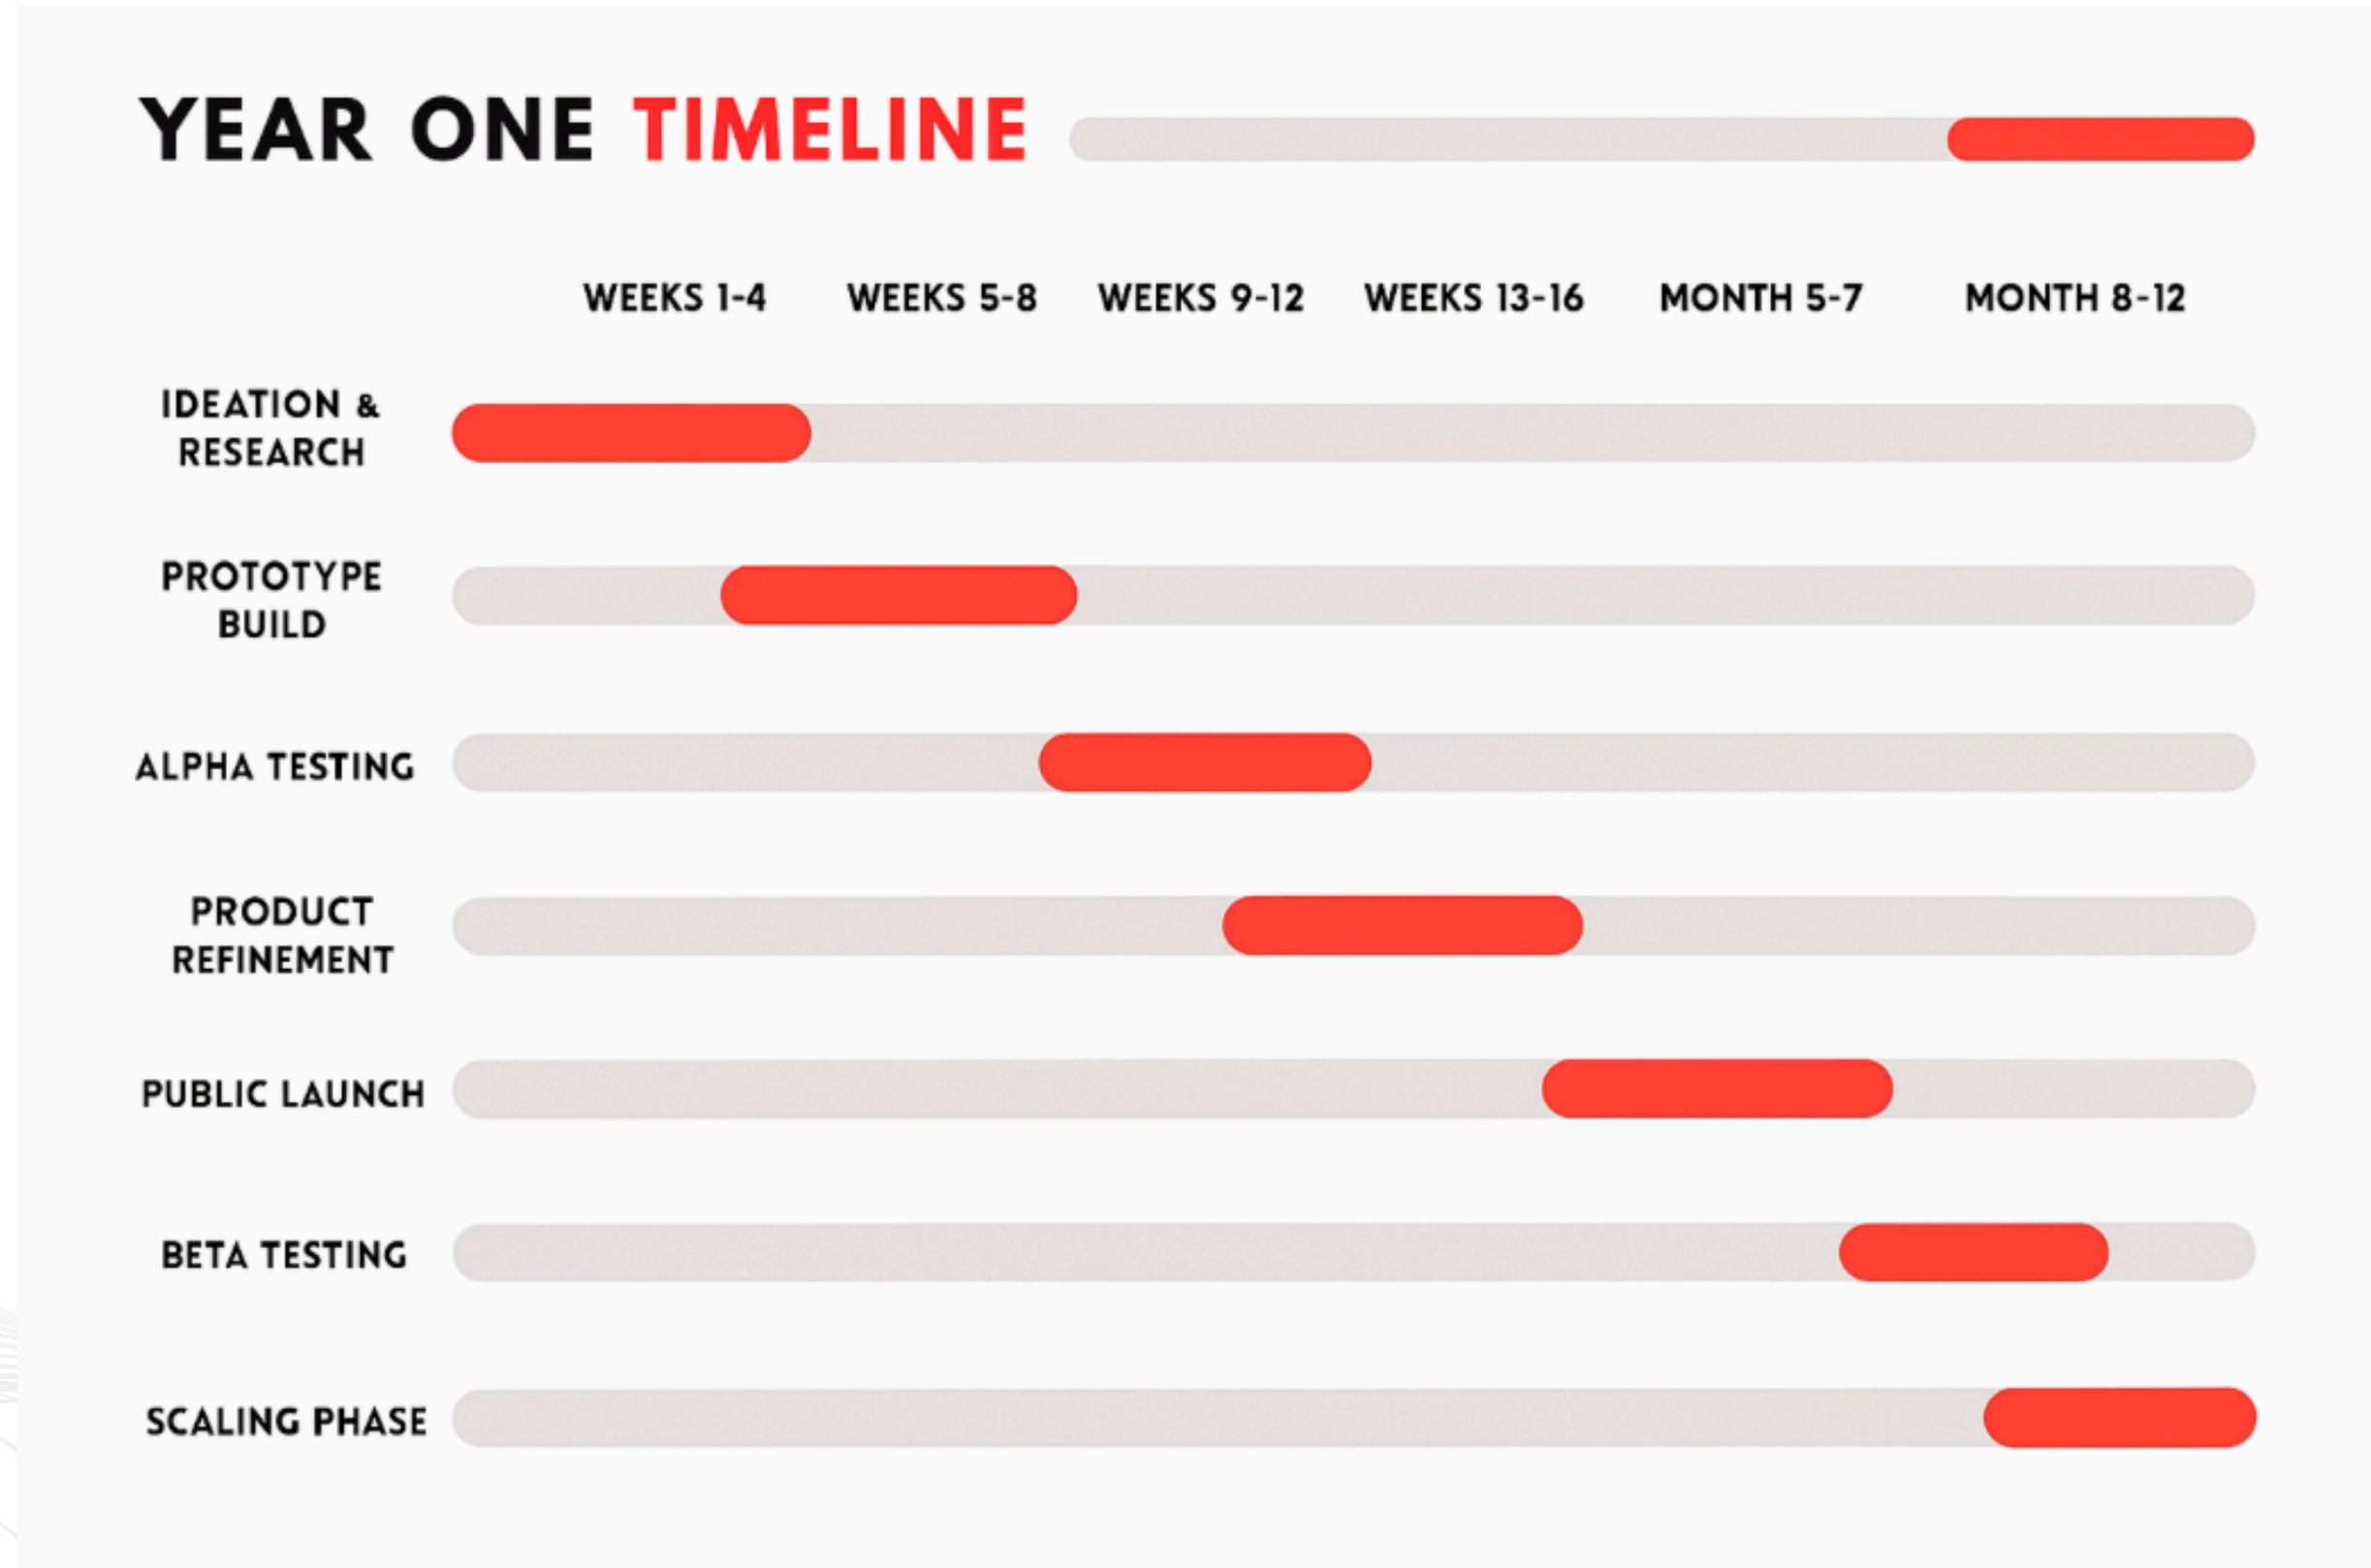 YEAR ONE TIMELINE
WEEKS 1-4 WEEKS 5-8 WEEKS 9-12 WEEKS 13-16 MONTH 5-7 MONTH 8-12
IDEATION &
RESEARCH
PROTOTYPE
BUILD
ALPHA TESTING
PRODUCT
REFINEMENT
PUBLIC LAUNCH
BETA TESTING
SCALING PHASE